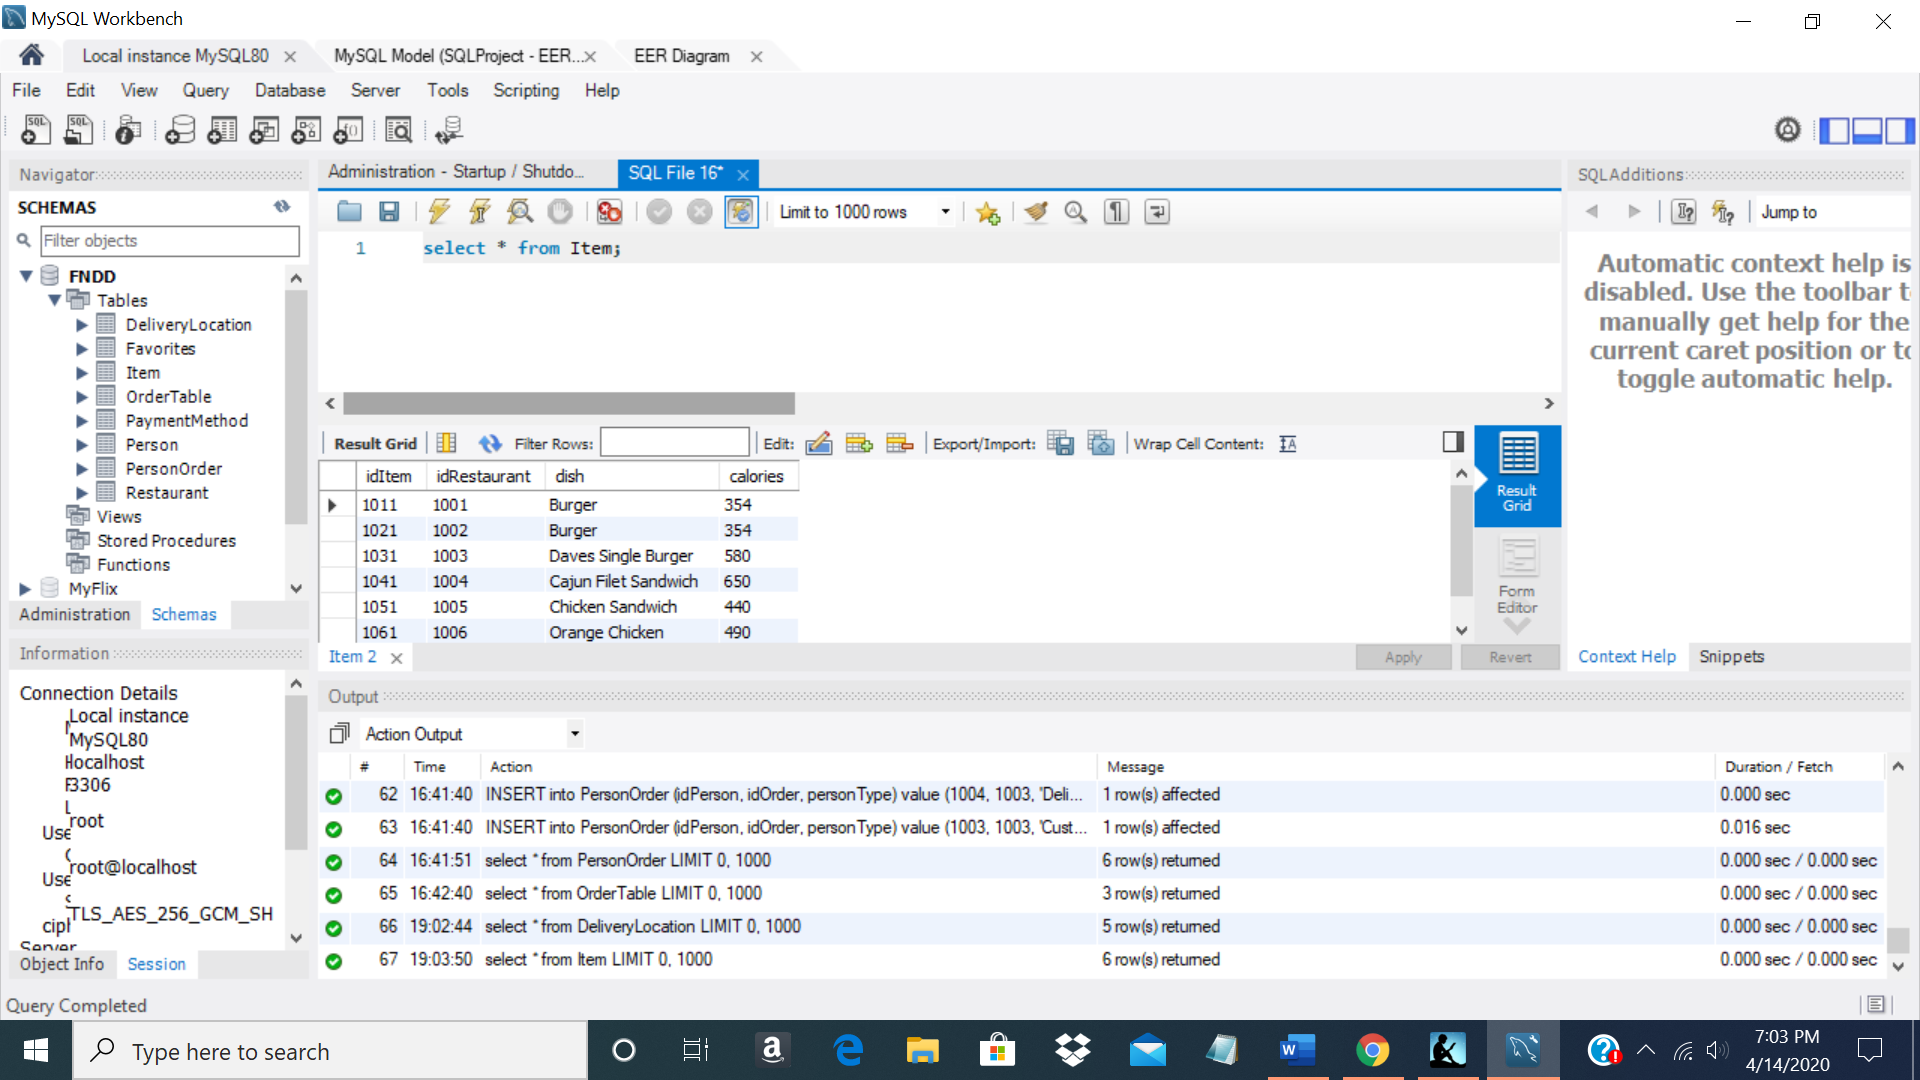 MySQL Workbench
Local instance MySQL80
MySQL Model (SQLProject - EER...
EER Diagram
File Edit View Query Database Server Tools Scripting Help
Navigator
SCHEMAS
Filter objects
FNDD
Tables
DeliveryLocation
Favorites
Item
OrderTable
PaymentMethod
Person
PersonOrder
Restaurant
Views
Stored Procedures
Functions
MyFlix
Administration Schemas
Information
Connection Details
Local instance
MySQL80
localhost
3306
root
Use
root@localhost
Use
TLS_AES_256_GCM_SH
ciph
Server
Object Info Session
Query Completed
Administration - Startup / Shutdo...
SQL File 16*
Limit to 1000 rows
1 select * from Item;
Result Grid Filter Rows: Edit: Export/Import: Wrap Cell Content:
idItem idRestaurant dish calories
1011 1001 Burger 354
1021 1002 Burger 354
1031 1003 Daves Single Burger 580
1041 1004 Cajun Filet Sandwich 650
1051 1005 Chicken Sandwich 440
1061 1006 Orange Chicken 490
Result
Grid
Form
Editor
Item 2
Apply Revert
SQLAdditions
Jump to
Automatic context help is
disabled. Use the toolbar t
manually get help for the
current caret position or to
toggle automatic help.
Context Help Snippets
Output
Action Output
# Time Action Message Duration / Fetch
62 16:41:40 INSERT into PersonOrder (idPerson, idOrder, personType) value (1004, 1003, 'Deli... 1 row(s) affected 0.000 sec
63 16:41:40 INSERT into PersonOrder (idPerson, idOrder, personType) value (1003, 1003, 'Cust... 1 row(s) affected 0.016 sec
64 16:41:51 select * from PersonOrder LIMIT 0, 1000 6 row(s) returned 0.000 sec / 0.000 sec
65 16:42:40 select * from OrderTable LIMIT 0, 1000 3 row(s) returned 0.000 sec / 0.000 sec
66 19:02:44 select * from DeliveryLocation LIMIT 0, 1000 5 row(s) returned 0.000 sec / 0.000 sec
67 19:03:50 select * from Item LIMIT 0, 1000 6 row(s) returned 0.000 sec / 0.000 sec
Type here to search
7:03 PM
4/14/2020